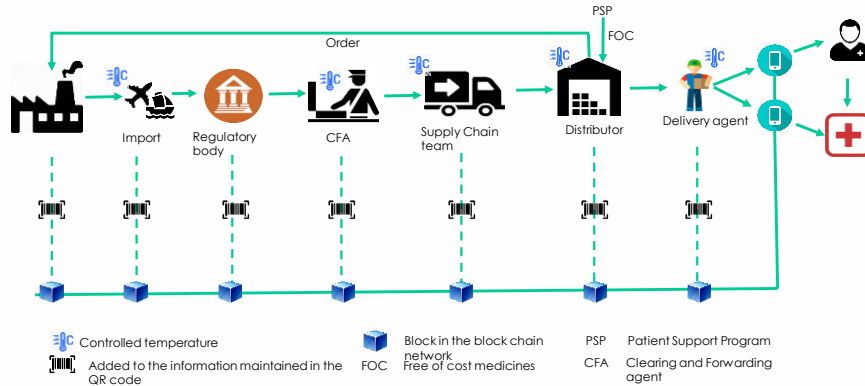 PSP
FOC
Order
Import
Regulatory
body
CFA
Supply Chain
team
Distributor
Delivery agent
Controlled temperature
Added to the information maintained in the
QR code
Block in the block chain
network
FOC Free of cost medicines
PSP Patient Support Program
CFA Clearing and Forwarding
agent